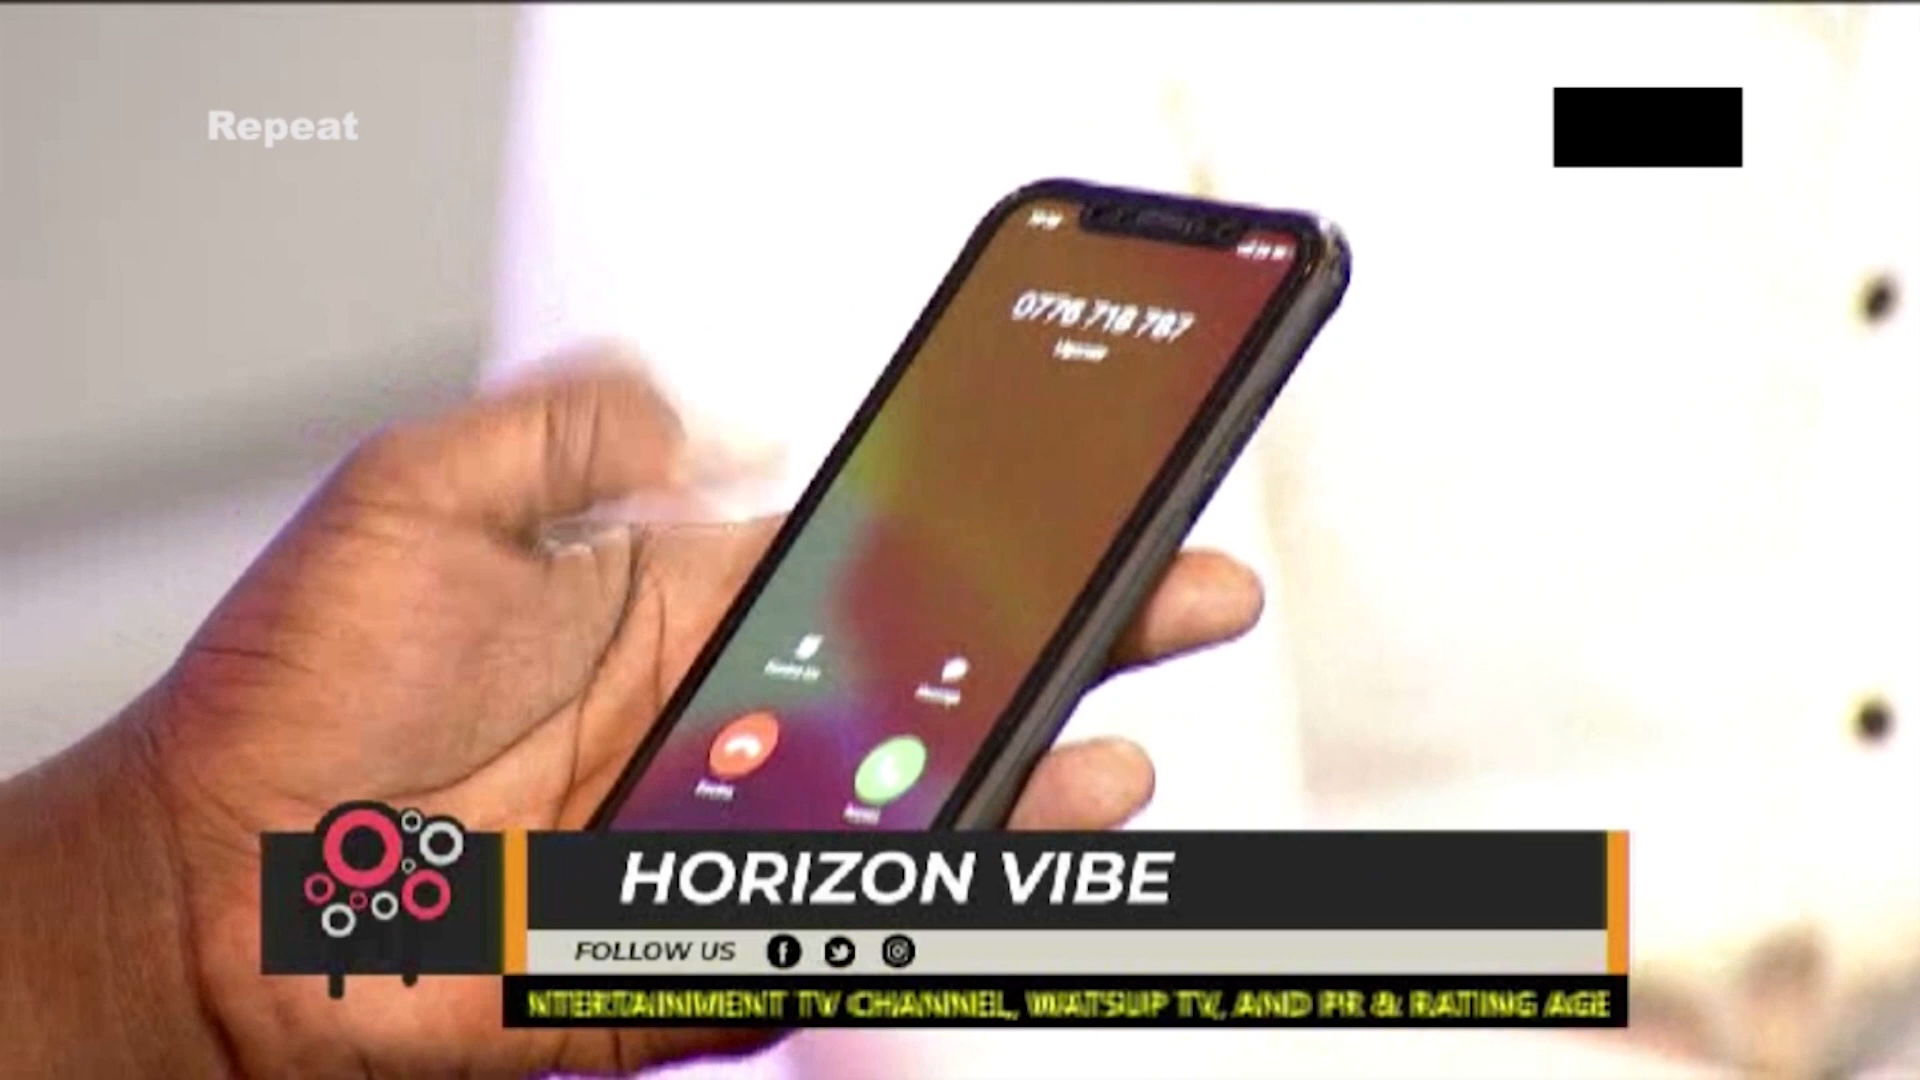 Repeat
0776 718 787
HORIZON VIBE
FOLLOW US
NTERTAINMENT TV CHANNEL, WATSUP TV, AND PR & RATING AGE